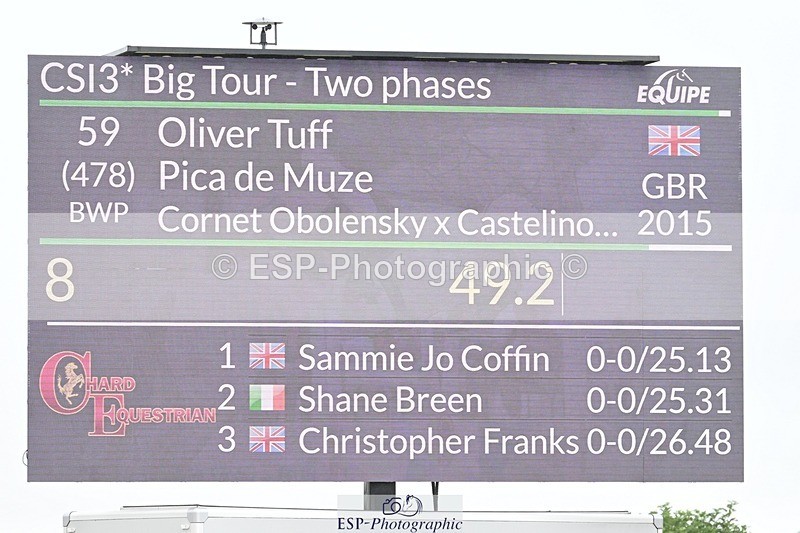 CSI3* Big Tour - Two phases
EQUIPE
59 Oliver Tuff
(478) Pica de Muze GBR
BWP Cornet Obolensky x Castelino... 2015
© ESP-Photographic ©
8 49.2
CHARD EQUESTRIAN
1 Sammie Jo Coffin 0-0/25.13
2 Shane Breen 0-0/25.31
3 Christopher Franks 0-0/26.48
ESP-Photographic